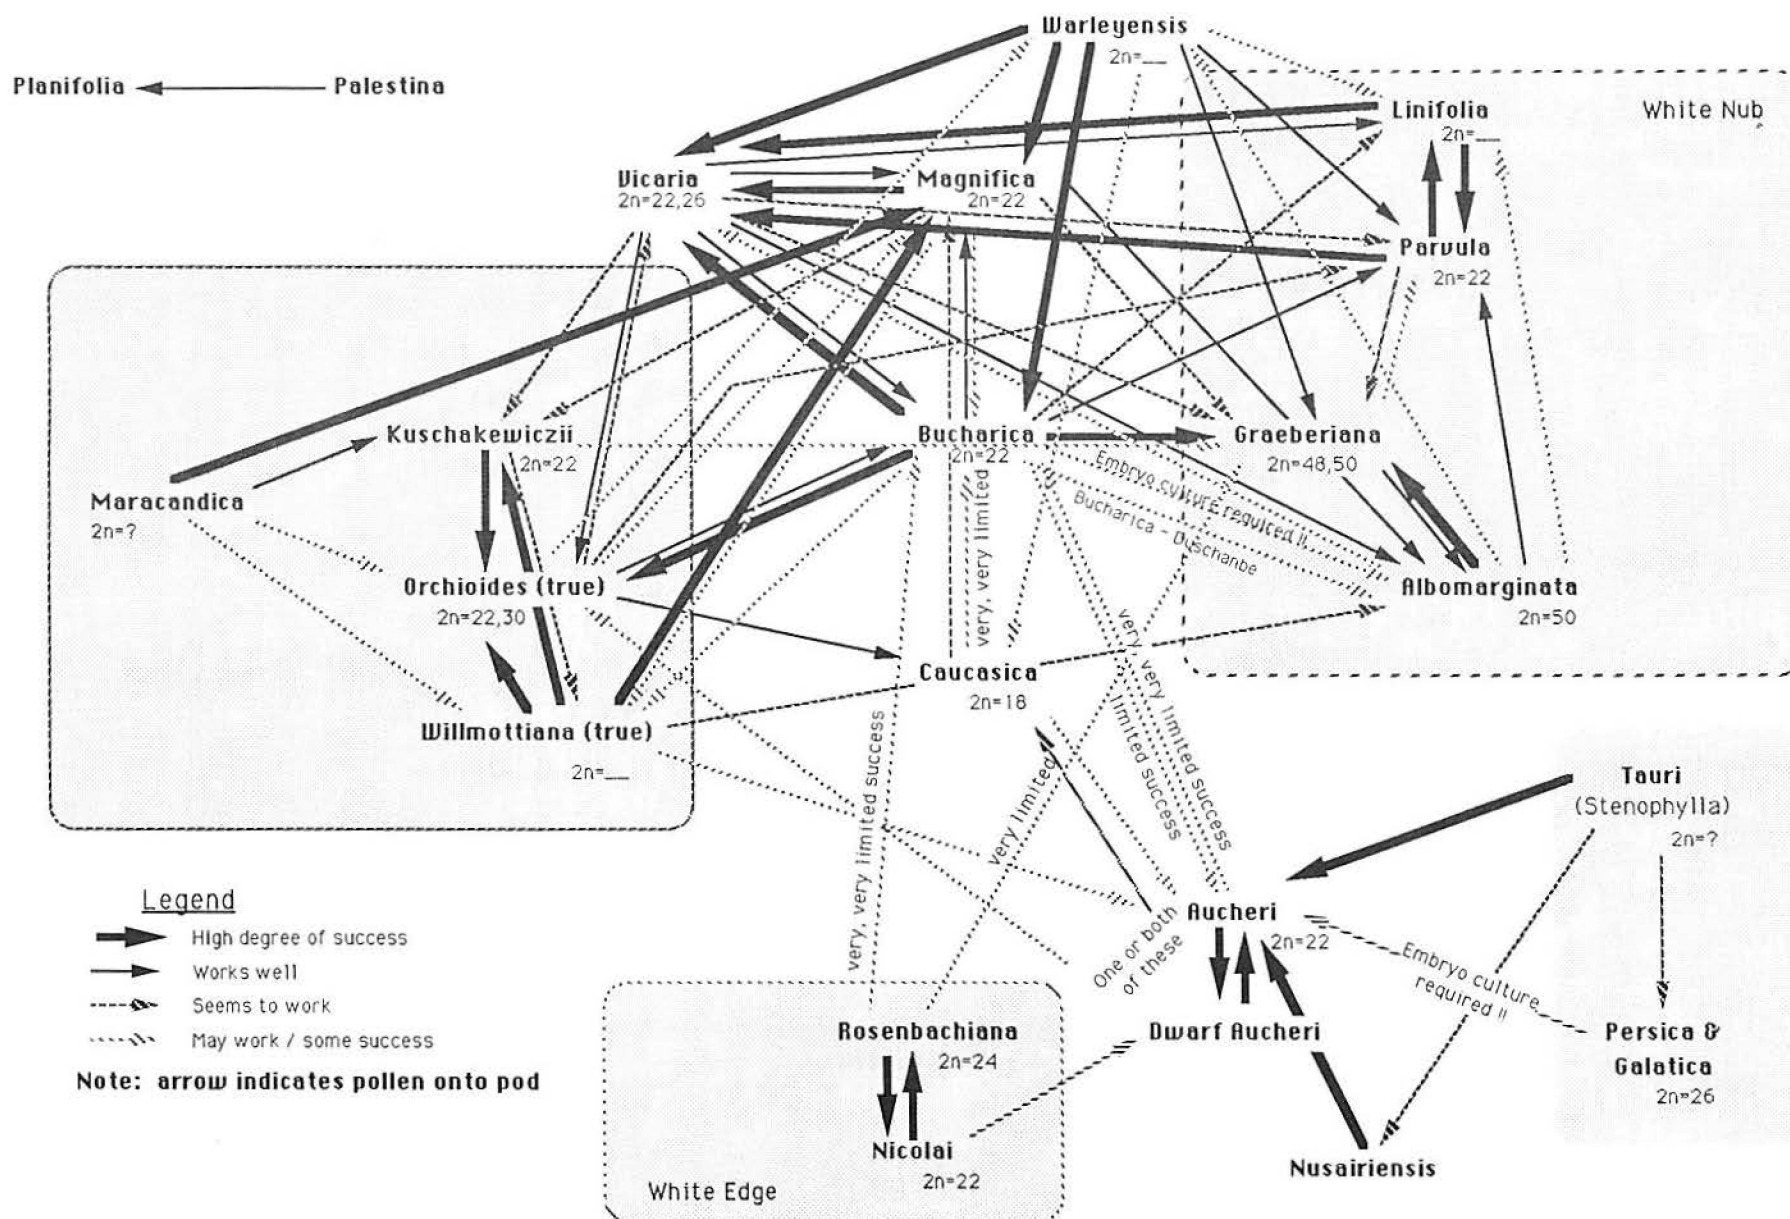 Warleyensis
2n=__
Planifolia
Palestina
Linifolia
2n=__
White Nub
Vicaria
2n=22,26
Magnifica
2n=22
Parvula
2n=22
Kuschakewiczii
2n=22
Bucharica
2n=22
Graeberiana
2n=48,50
Maracandica
2n=?
Embryo culture required !!
Bucharica - Duschanbe
very, very limited
Orchioides (true)
2n=22,30
Albomarginata
2n=50
Caucasica
2n=18
Willmottiana (true)
2n=__
very, very limited success
very limited
limited success
very, very limited success
Tauri
(Stenophylla)
2n=?
Legend
High degree of success
Works well
Seems to work
May work / some success
Note: arrow indicates pollen onto pod
Aucheri
2n=22
One or both
of these
Embryo culture
required !!
Rosenbachiana
2n=24
Dwarf Aucheri
Persica &
Galatica
2n=26
Nicolai
2n=22
White Edge
Nusairiensis